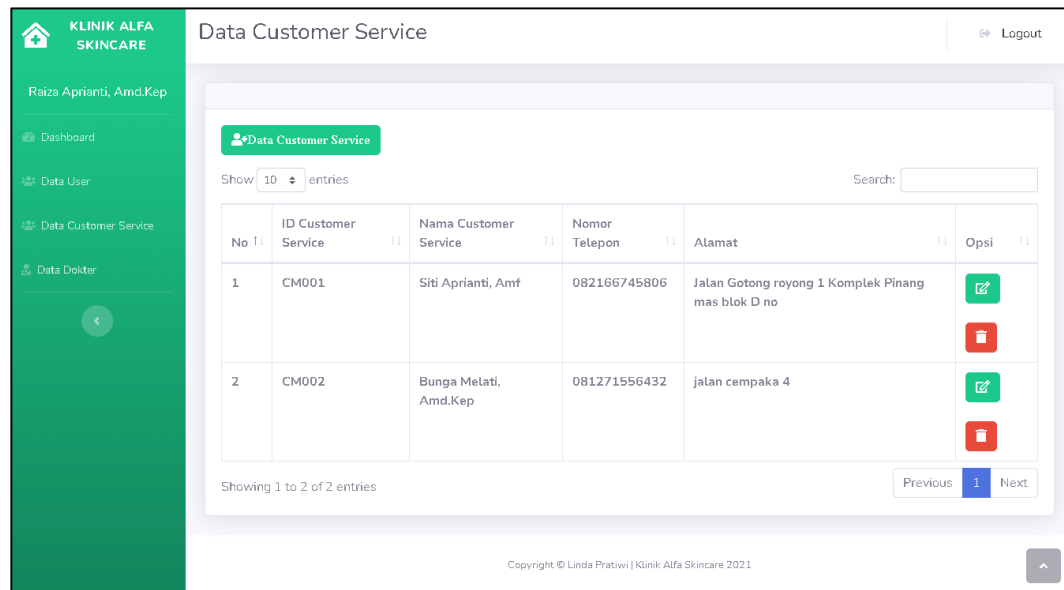 KLINIK ALFA
SKINCARE
Data Customer Service
Logout
Raiza Aprianti, Amd.Kep
Dashboard
Data User
Data Customer Service
Data Dokter
Data Customer Service
Show 10 entries
Search:
No
ID Customer
Service
Nama Customer
Service
Nomor
Telepon
Alamat
Opsi
1
CM001
Siti Aprianti, Amf
082166745806
Jalan Gotong royong 1 Komplek Pinang
mas blok D no
2
CM002
Bunga Melati,
Amd.Kep
081271556432
jalan cempaka 4
Showing 1 to 2 of 2 entries
Previous 1 Next
Copyright © Linda Pratiwi | Klinik Alfa Skincare 2021